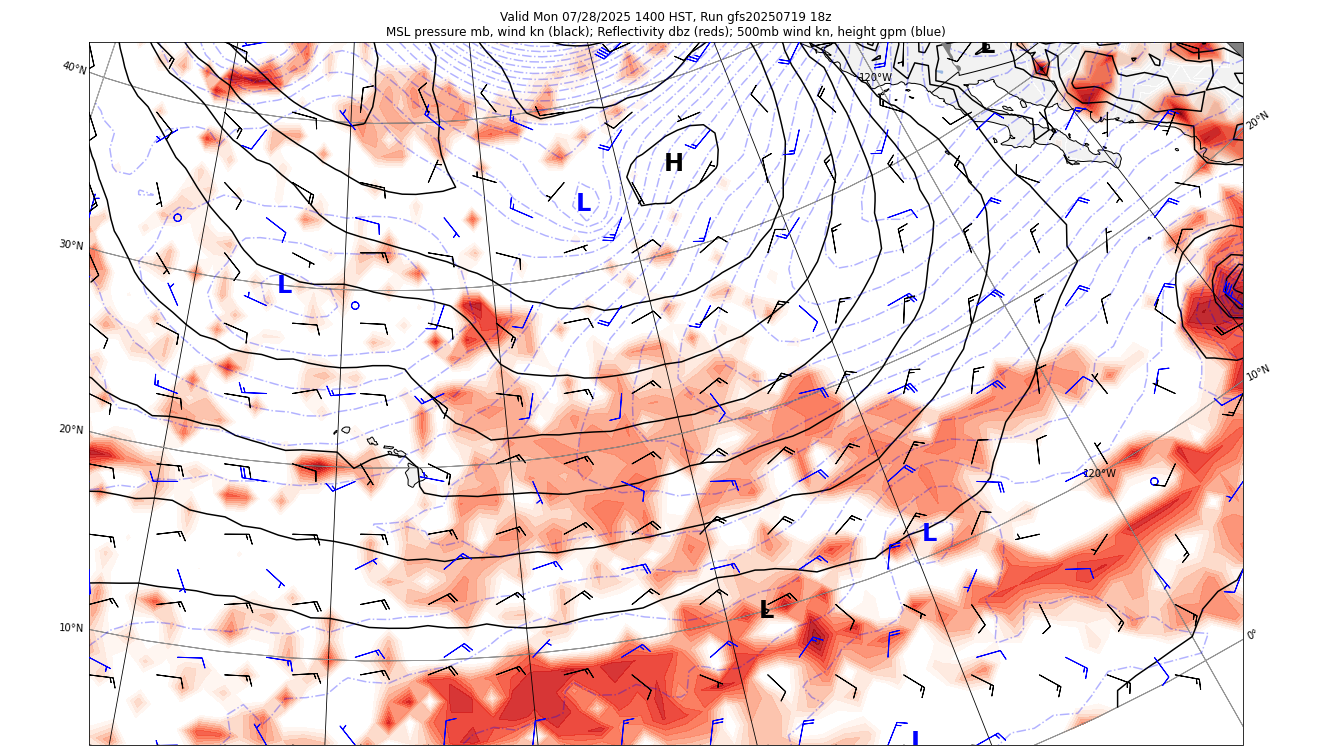 Valid Mon 07/28/2025 1400 HST, Run gfs20250719 18z
MSL pressure mb, wind kn (black); Reflectivity dbz (reds); 500mb wind kn, height gpm (blue)
L
40°N
120°W
20°N
H
L
30°N
L
10°N
20°N
120°W
L
L
10°N
0°
L